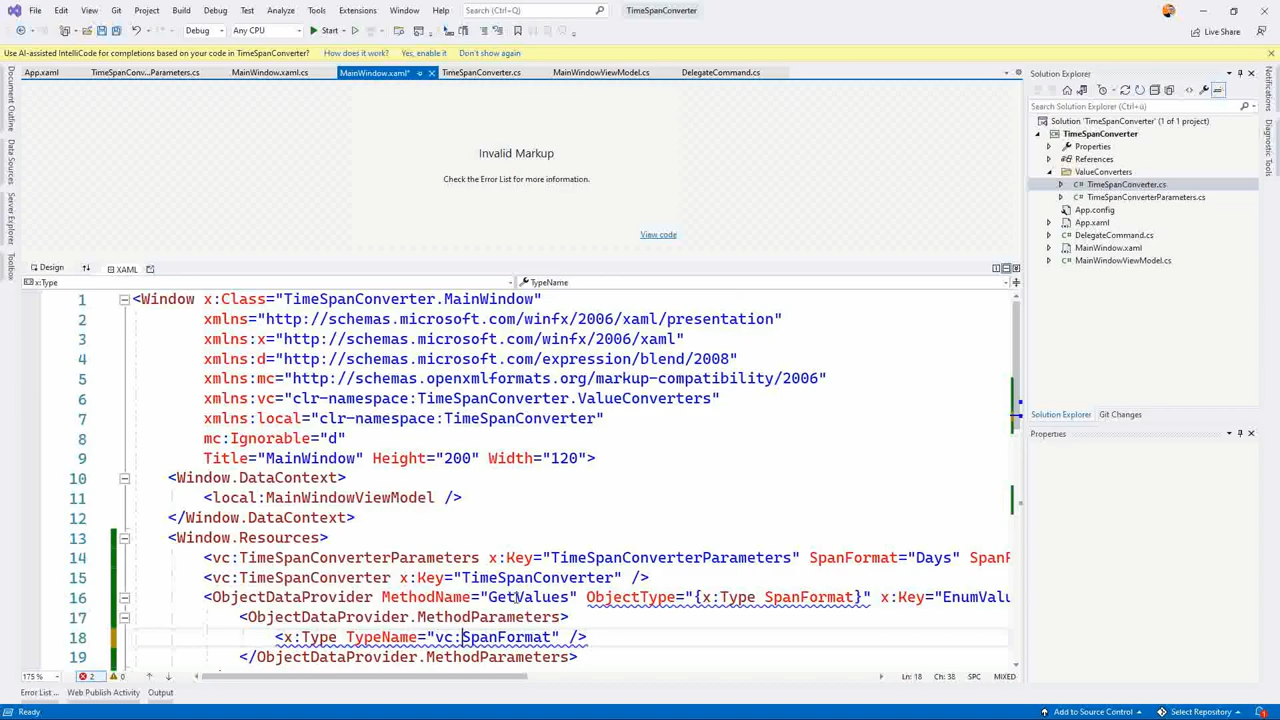 File Edit View Git Project Build Debug Test Analyze Tools Extensions Window Help Search (Ctrl+Q) TimeSpanConverter
Debug Any CPU Start Live Share
Use AI-assisted IntelliCode for completions based on your code in TimeSpanConverter? How does it work? Yes, enable it Don't show again
App.xaml TimeSpanConv...Parameters.cs MainWindow.xaml.cs MainWindow.xaml* TimeSpanConverter.cs MainWindowViewModel.cs DelegateCommand.cs
Document Outline
Data Sources
Server Explorer
Toolbox
Invalid Markup
Check the Error List for more information.
View code
Design XAML
x:Type TypeName
1 <Window x:Class="TimeSpanConverter.MainWindow"
2 xmlns="http://schemas.microsoft.com/winfx/2006/xaml/presentation"
3 xmlns:x="http://schemas.microsoft.com/winfx/2006/xaml"
4 xmlns:d="http://schemas.microsoft.com/expression/blend/2008"
5 xmlns:mc="http://schemas.openxmlformats.org/markup-compatibility/2006"
6 xmlns:vc="clr-namespace:TimeSpanConverter.ValueConverters"
7 xmlns:local="clr-namespace:TimeSpanConverter"
8 mc:Ignorable="d"
9 Title="MainWindow" Height="200" Width="120">
10 <Window.DataContext>
11 <local:MainWindowViewModel />
12 </Window.DataContext>
13 <Window.Resources>
14 <vc:TimeSpanConverterParameters x:Key="TimeSpanConverterParameters" SpanFormat="Days" SpanF
15 <vc:TimeSpanConverter x:Key="TimeSpanConverter" />
16 <ObjectDataProvider MethodName="GetValues" ObjectType="{x:Type SpanFormat}" x:Key="EnumValu
17 <ObjectDataProvider.MethodParameters>
18 <x:Type TypeName="vc:SpanFormat" />
19 </ObjectDataProvider.MethodParameters>
175 % 2 0 Ln: 18 Ch: 38 SPC MIXED
Error List ... Web Publish Activity Output
Ready Add to Source Control Select Repository
Solution Explorer
Search Solution Explorer (Ctrl+ü)
Solution 'TimeSpanConverter' (1 of 1 project)
TimeSpanConverter
Properties
References
ValueConverters
TimeSpanConverter.cs
TimeSpanConverterParameters.cs
App.config
App.xaml
DelegateCommand.cs
MainWindow.xaml
MainWindowViewModel.cs
Solution Explorer Git Changes
Properties
Notifications
Diagnostic Tools